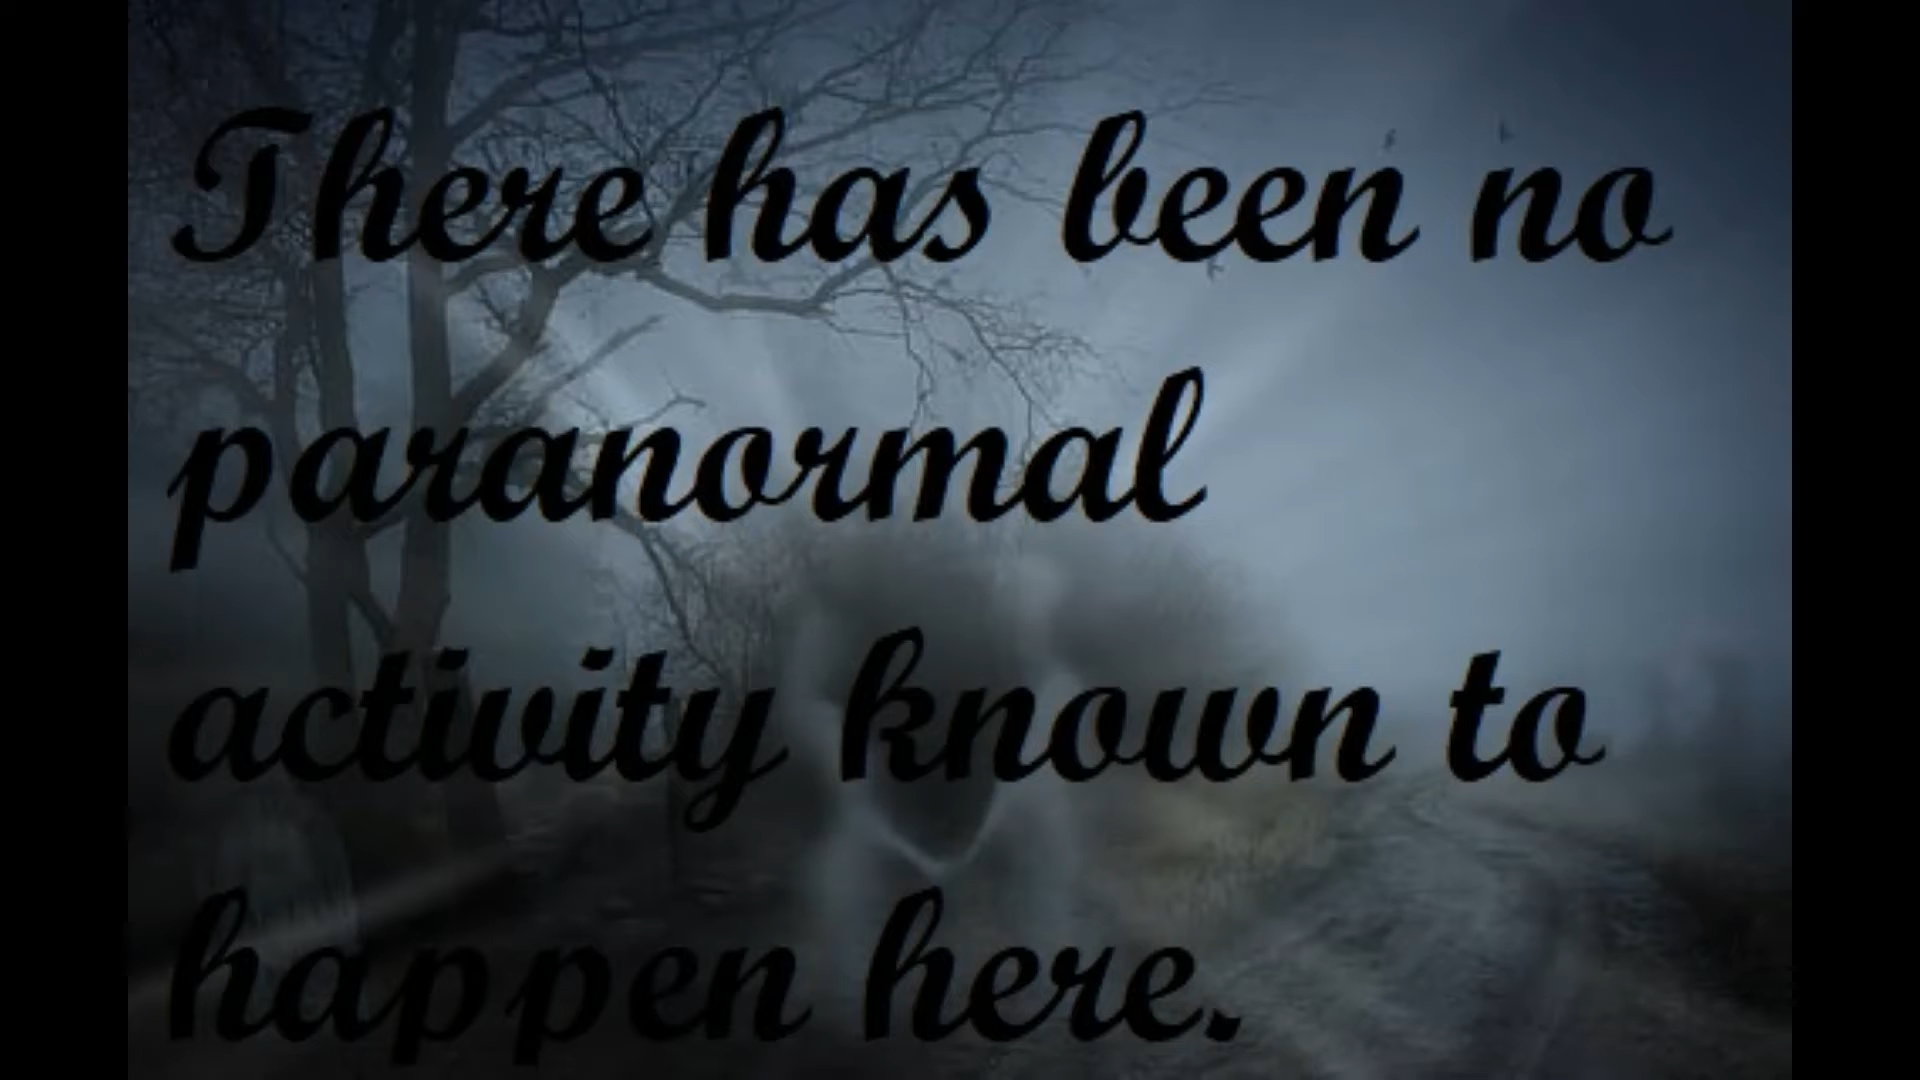 There has been no
paranormal
activity known to
happen here.